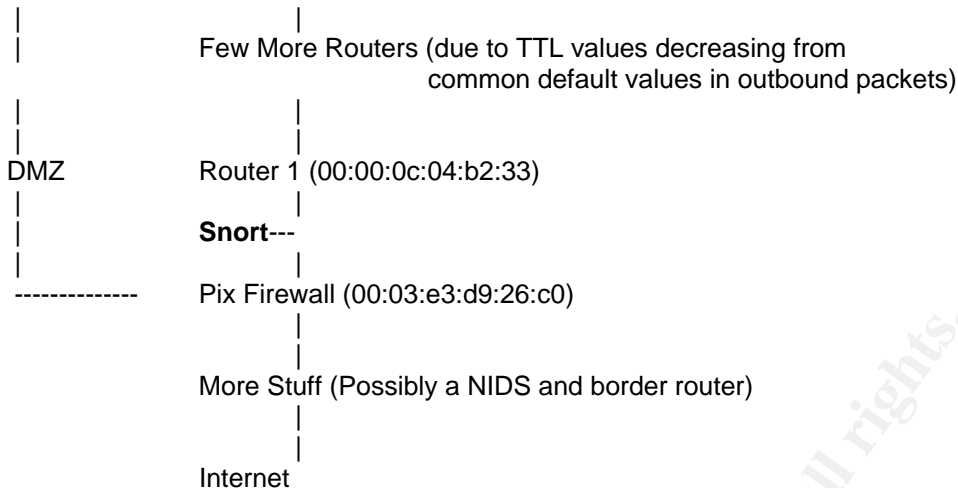 Few More Routers (due to TTL values decreasing from
common default values in outbound packets)
DMZ Router 1 (00:00:0c:04:b2:33)
Snort---
-------------- Pix Firewall (00:03:e3:d9:26:c0)
More Stuff (Possibly a NIDS and border router)
Internet
ll rights.